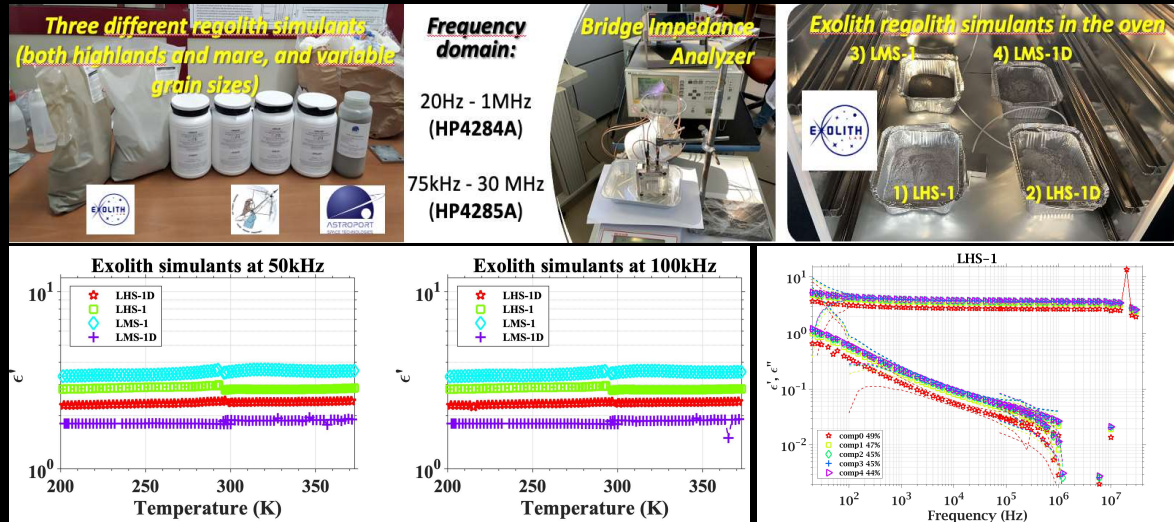 Three different regolith simulants
(both highlands and mare, and variable
grain sizes)
EXOLITH
LAB
ASTROPORT
SPACE TECHNOLOGIES
Frequency
domain:
20Hz - 1MHz
(HP4284A)
75kHz - 30 MHz
(HP4285A)
Bridge Impedance
Analyzer
Exolith regolith simulants in the oven
3) LMS-1
4) LMS-1D
EXOLITH
LAB
1) LHS-1
2) LHS-1D
Exolith simulants at 50kHz
10¹
LHS-1D
LHS-1
LMS-1
LMS-1D
ϵ'
10⁰
200 250 300 350
Temperature (K)
Exolith simulants at 100kHz
10¹
LHS-1D
LHS-1
LMS-1
LMS-1D
ϵ'
10⁰
200 250 300 350
Temperature (K)
LHS-1
10¹
10⁰
10⁻¹
10⁻²
ϵ', ϵ''
comp0 49%
comp1 47%
comp2 45%
comp3 45%
comp4 44%
10² 10³ 10⁴ 10⁵ 10⁶ 10⁷
Frequency (Hz)